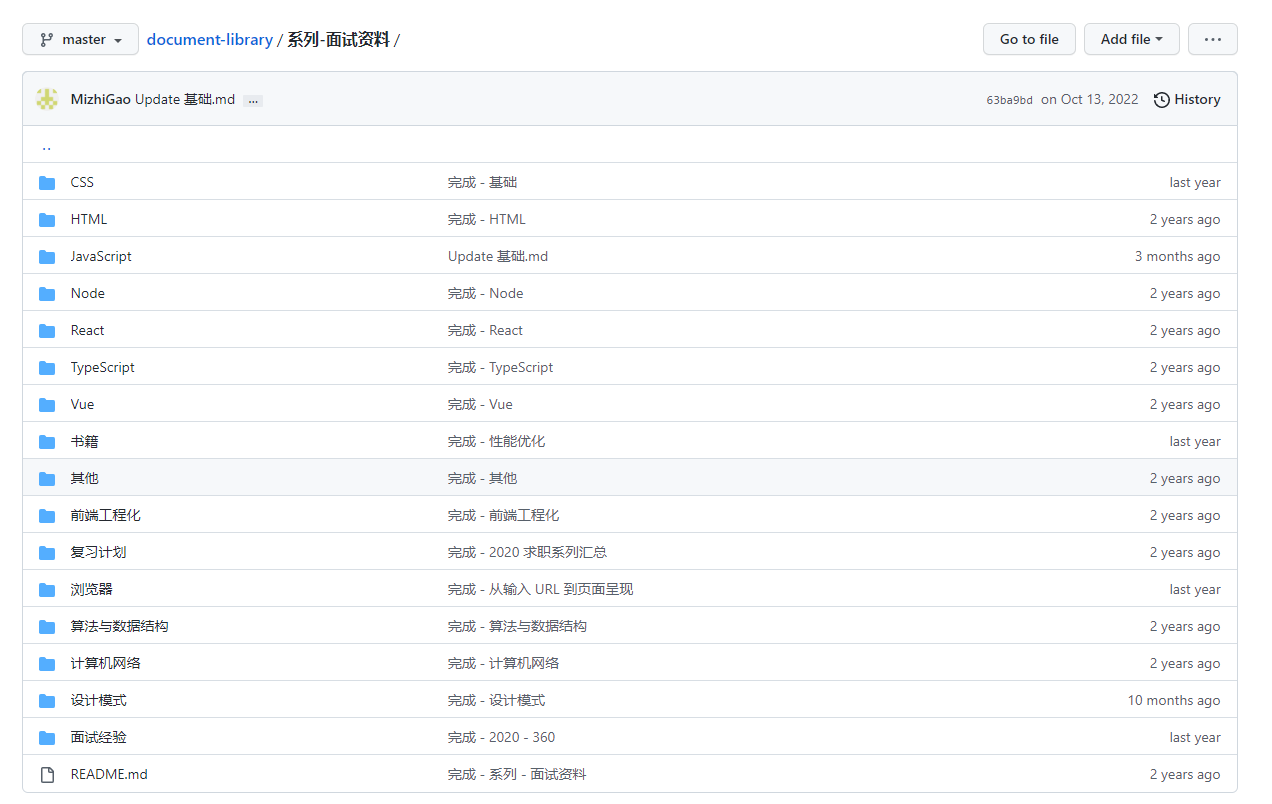 master document-library / 系列-面试资料 / Go to file Add file ...
MizhiGao Update 基础.md ... 63ba9bd on Oct 13, 2022 History
..
CSS 完成 - 基础 last year
HTML 完成 - HTML 2 years ago
JavaScript Update 基础.md 3 months ago
Node 完成 - Node 2 years ago
React 完成 - React 2 years ago
TypeScript 完成 - TypeScript 2 years ago
Vue 完成 - Vue 2 years ago
书籍 完成 - 性能优化 last year
其他 完成 - 其他 2 years ago
前端工程化 完成 - 前端工程化 2 years ago
复习计划 完成 - 2020 求职系列汇总 2 years ago
浏览器 完成 - 从输入 URL 到页面呈现 last year
算法与数据结构 完成 - 算法与数据结构 2 years ago
计算机网络 完成 - 计算机网络 2 years ago
设计模式 完成 - 设计模式 10 months ago
面试经验 完成 - 2020 - 360 last year
README.md 完成 - 系列 - 面试资料 2 years ago